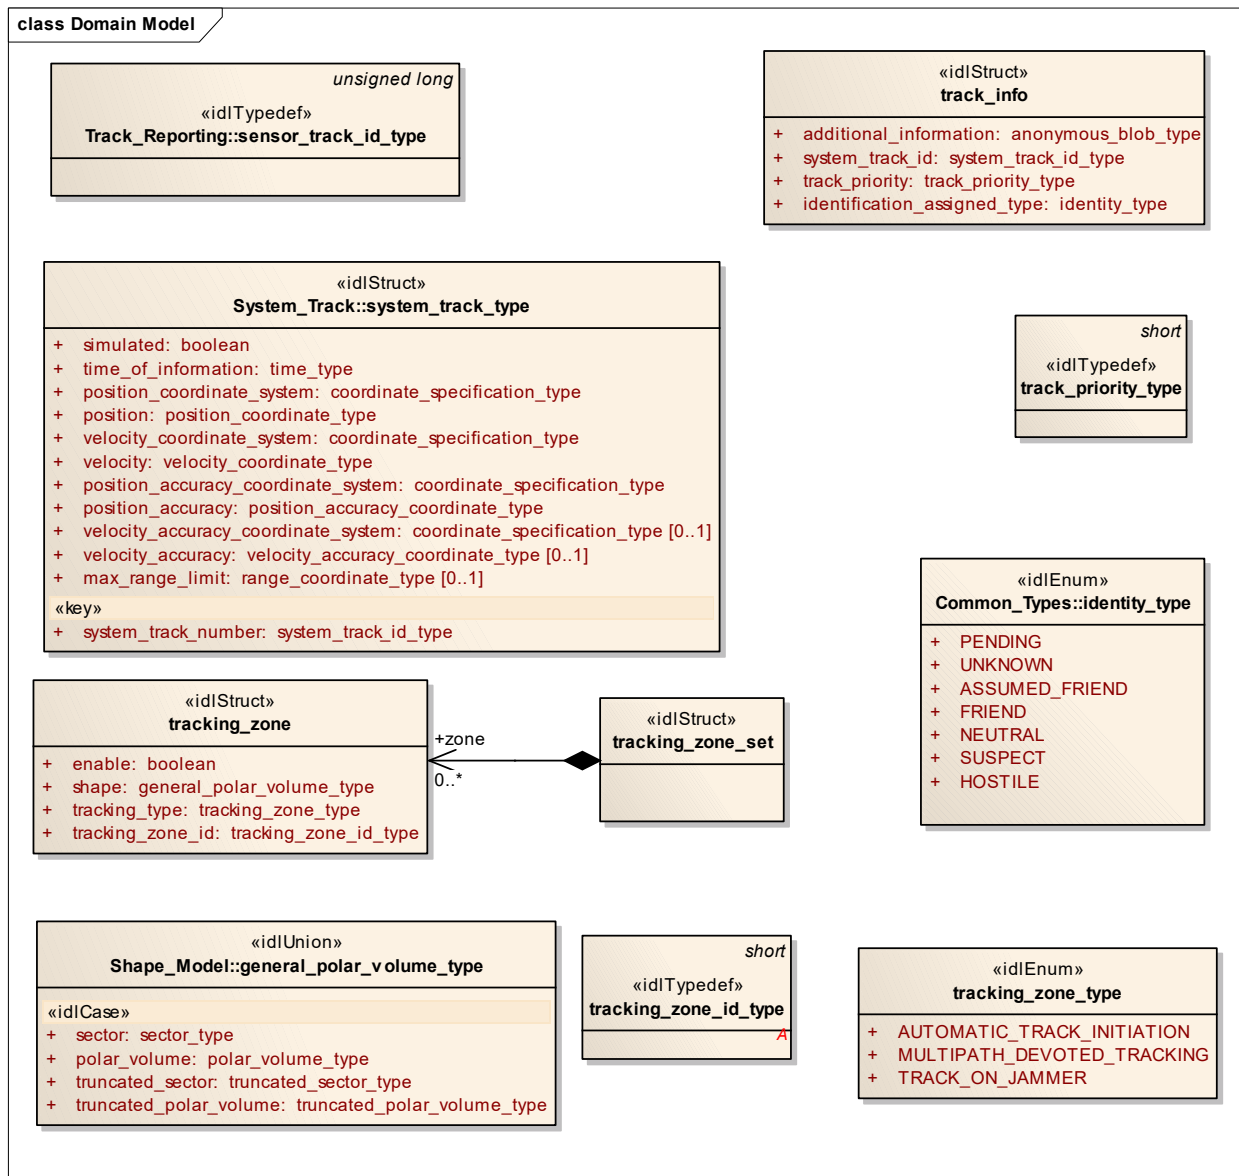 class Domain Model
unsigned long
«idlTypedef»
Track_Reporting::sensor_track_id_type
«idlStruct»
track_info
+ additional_information: anonymous_blob_type
+ system_track_id: system_track_id_type
+ track_priority: track_priority_type
+ identification_assigned_type: identity_type
«idlStruct»
System_Track::system_track_type
+ simulated: boolean
+ time_of_information: time_type
+ position_coordinate_system: coordinate_specification_type
+ position: position_coordinate_type
+ velocity_coordinate_system: coordinate_specification_type
+ velocity: velocity_coordinate_type
+ position_accuracy_coordinate_system: coordinate_specification_type
+ position_accuracy: position_accuracy_coordinate_type
+ velocity_accuracy_coordinate_system: coordinate_specification_type [0..1]
+ velocity_accuracy: velocity_accuracy_coordinate_type [0..1]
+ max_range_limit: range_coordinate_type [0..1]
«key»
+ system_track_number: system_track_id_type
short
«idlTypedef»
track_priority_type
«idlEnum»
Common_Types::identity_type
+ PENDING
+ UNKNOWN
+ ASSUMED_FRIEND
+ FRIEND
+ NEUTRAL
+ SUSPECT
+ HOSTILE
«idlStruct»
tracking_zone
+ enable: boolean
+ shape: general_polar_volume_type
+ tracking_type: tracking_zone_type
+ tracking_zone_id: tracking_zone_id_type
+zone
0..*
«idlStruct»
tracking_zone_set
«idlUnion»
Shape_Model::general_polar_volume_type
«idlCase»
+ sector: sector_type
+ polar_volume: polar_volume_type
+ truncated_sector: truncated_sector_type
+ truncated_polar_volume: truncated_polar_volume_type
short
«idlTypedef»
tracking_zone_id_type
A
«idlEnum»
tracking_zone_type
+ AUTOMATIC_TRACK_INITIATION
+ MULTIPATH_DEVOTED_TRACKING
+ TRACK_ON_JAMMER